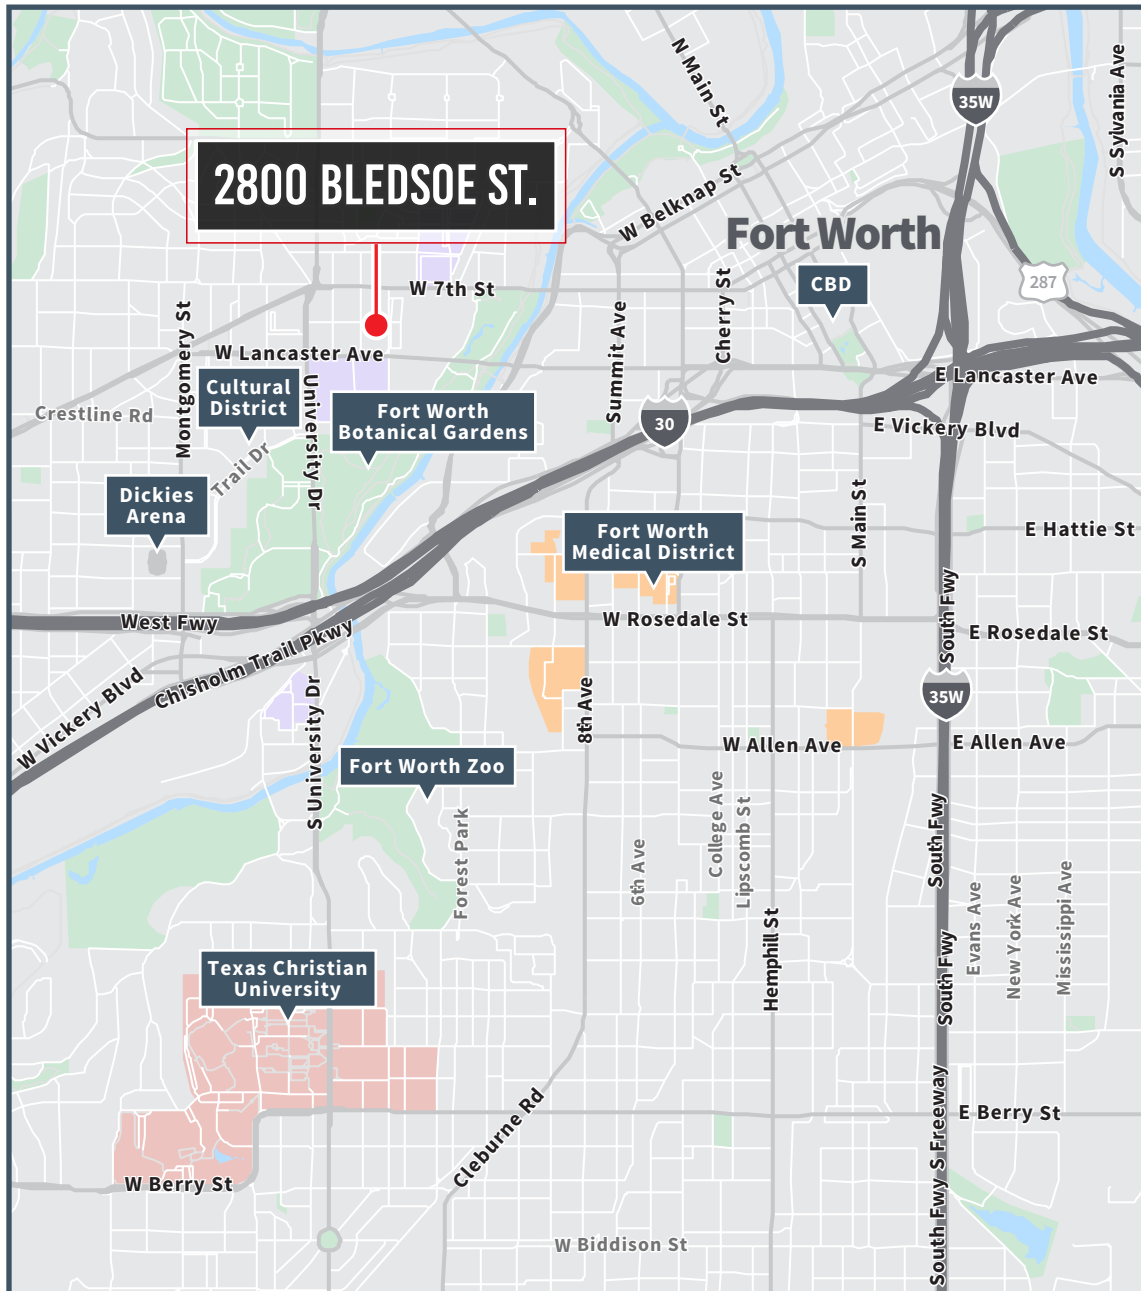 N Main St
S Sylvania Ave
35W
2800 BLEDSOE ST.
W Belknap St
Fort Worth
CBD
287
W 7th St
Cherry St
Summit Ave
Montgomery St
W Lancaster Ave
E Lancaster Ave
Cultural
District
University Dr
Fort Worth
Botanical Gardens
Crestline Rd
30
E Vickery Blvd
Trail Dr
Dickies
Arena
S Main St
Fort Worth
Medical District
E Hattie St
West Fwy
W Rosedale St
South Fwy
E Rosedale St
Chisholm Trail Pkwy
W Vickery Blvd
35W
S University Dr
8th Ave
W Allen Ave
E Allen Ave
Fort Worth Zoo
Forest Park
6th Ave
College Ave
Lipscomb St
South Fwy
Evans Ave
New York Ave
Mississippi Ave
Hemphill St
South Fwy
Texas Christian
University
Cleburne Rd
S Freeway
E Berry St
W Berry St
South Fwy
W Biddison St